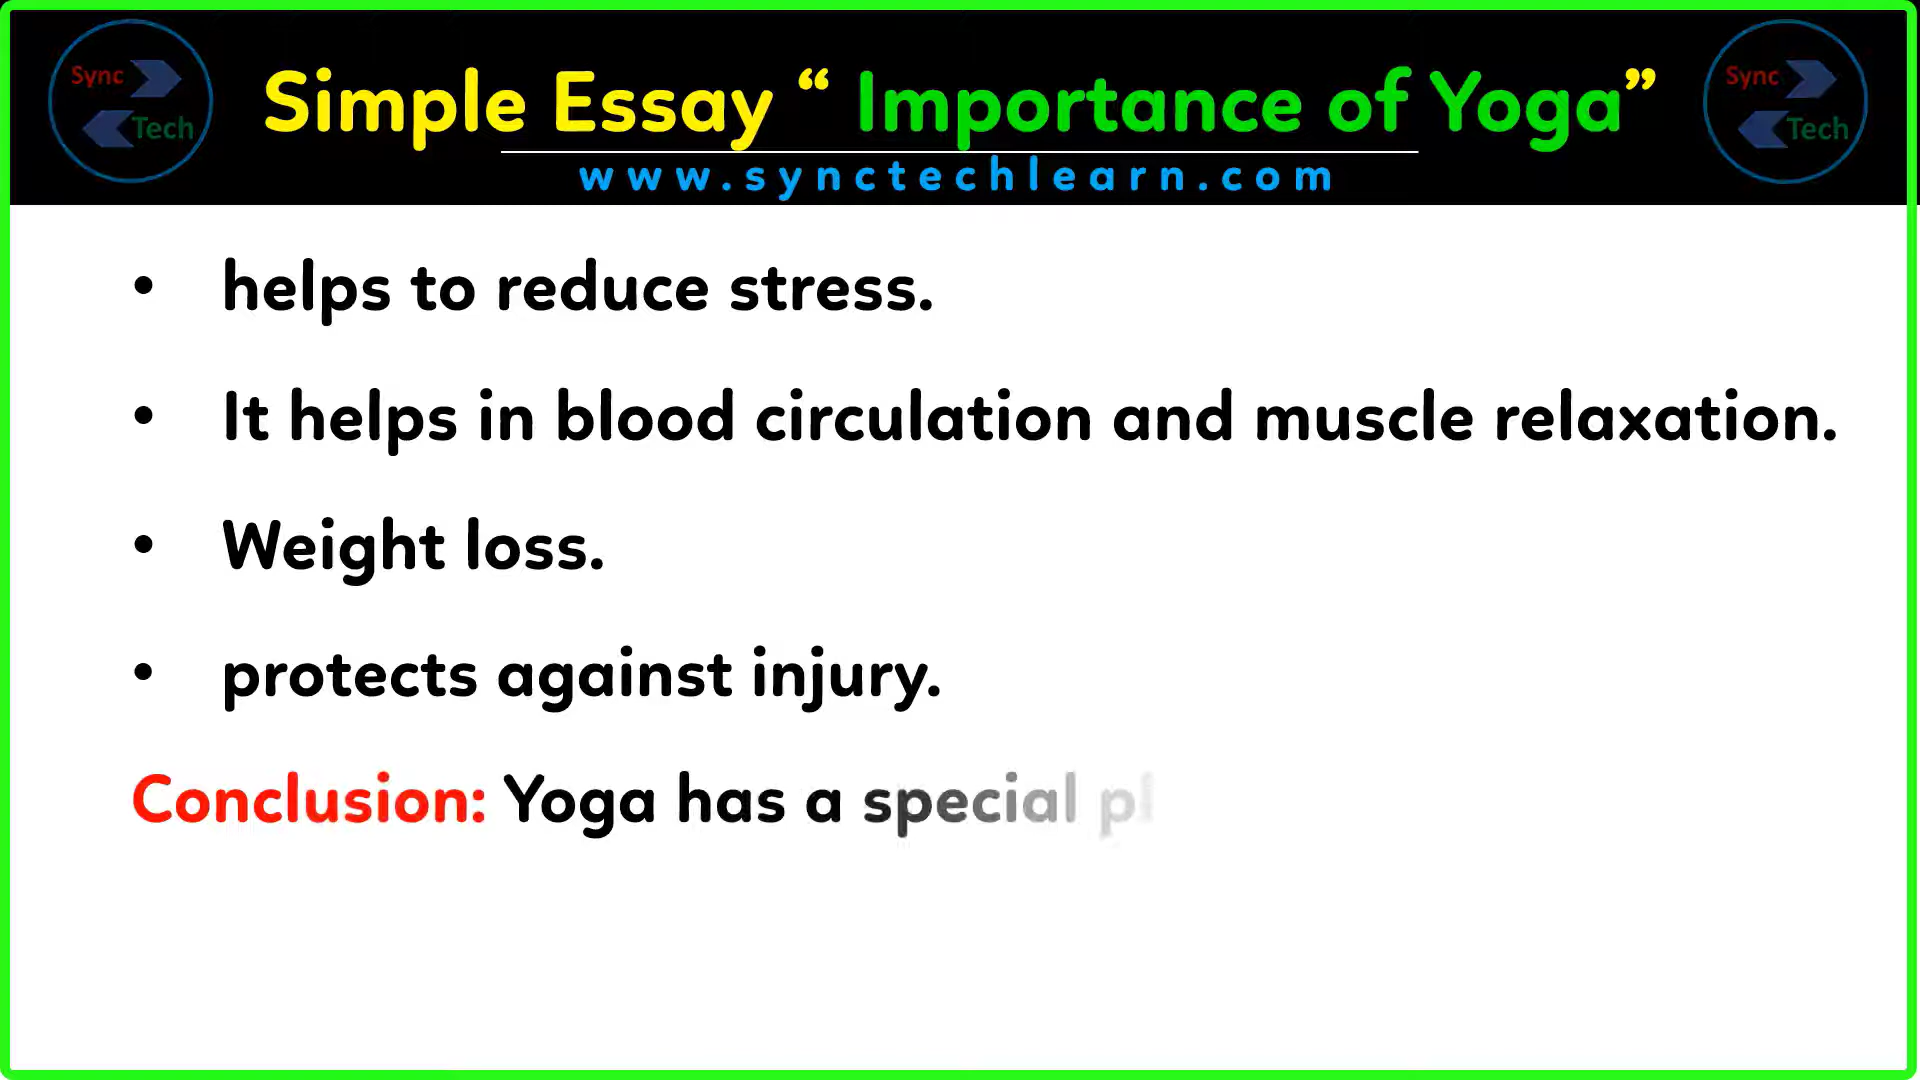 Sync
Tech
Simple Essay “ Importance of Yoga”
www.synctechlearn.com
Sync
Tech
• helps to reduce stress.
• It helps in blood circulation and muscle relaxation.
• Weight loss.
• protects against injury.
Conclusion: Yoga has a special pl